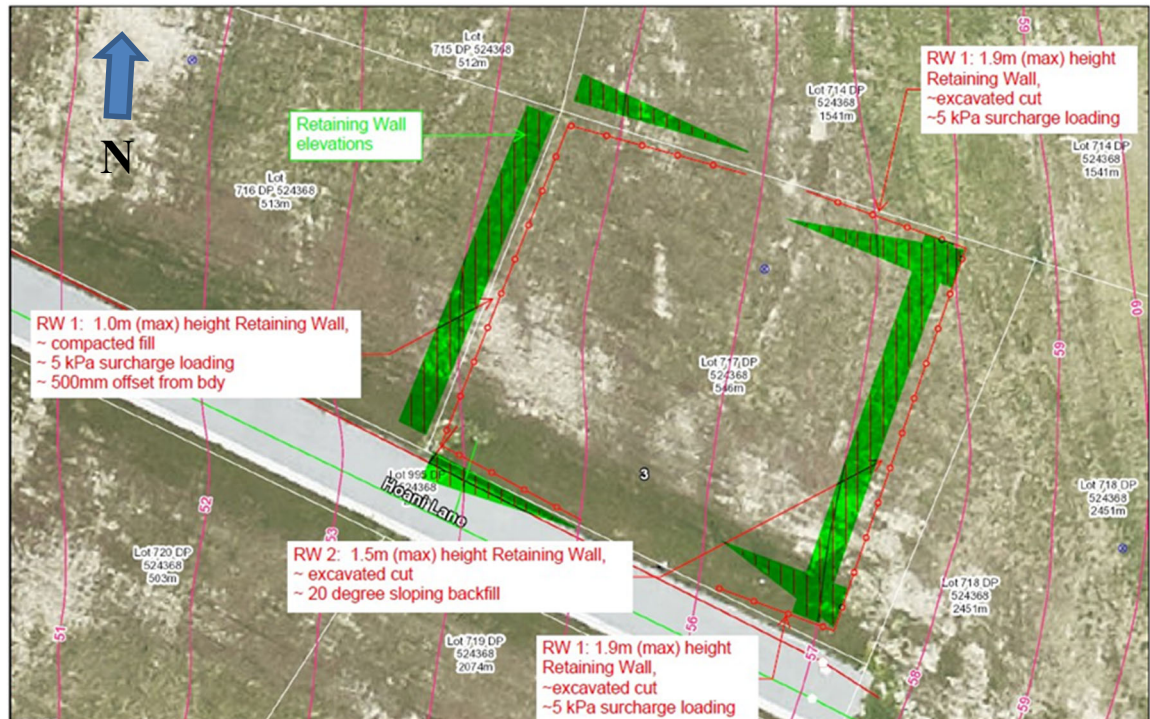 N
Lot
715 DP 524368
512m
Retaining Wall
elevations
Lot
716 DP 524368
513m
Lot 714 DP
524368
1541m
RW 1: 1.9m (max) height
Retaining Wall,
~excavated cut
~5 kPa surcharge loading
59
Lot 714 DP
524368
1541m
60
59
RW 1: 1.0m (max) height Retaining Wall,
~ compacted fill
~ 5 kPa surcharge loading
~ 500mm offset from bdy
Lot 717 DP
524368
546m
3
Lot 995 DP
524368
Hoani Lane
52
53
51
Lot 720 DP
524368
503m
RW 2: 1.5m (max) height Retaining Wall,
~ excavated cut
~ 20 degree sloping backfill
Lot 718 DP
524368
2451m
Lot 718 DP
524368
2451m
56
57
58
59
Lot 719 DP
524368
2074m
RW 1: 1.9m (max) height
Retaining Wall,
~excavated cut
~5 kPa surcharge loading